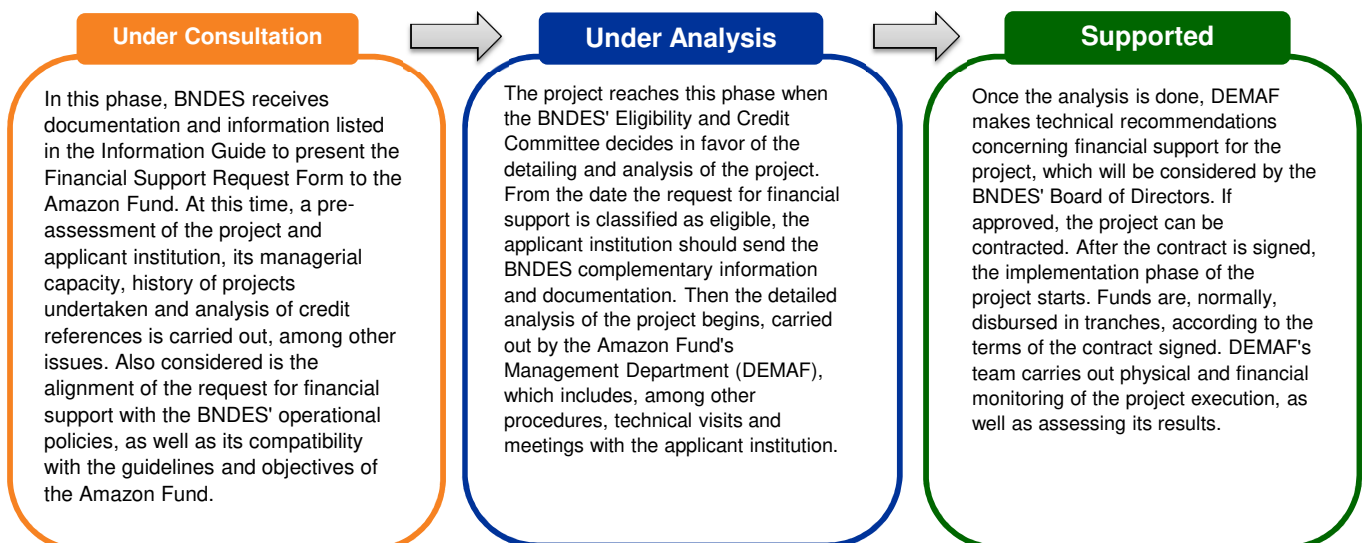 Under Consultation
In this phase, BNDES receives
documentation and information listed
in the Information Guide to present the
Financial Support Request Form to the
Amazon Fund. At this time, a pre-
assessment of the project and
applicant institution, its managerial
capacity, history of projects
undertaken and analysis of credit
references is carried out, among other
issues. Also considered is the
alignment of the request for financial
support with the BNDES' operational
policies, as well as its compatibility
with the guidelines and objectives of
the Amazon Fund.
Under Analysis
The project reaches this phase when
the BNDES' Eligibility and Credit
Committee decides in favor of the
detailing and analysis of the project.
From the date the request for financial
support is classified as eligible, the
applicant institution should send the
BNDES complementary information
and documentation. Then the detailed
analysis of the project begins, carried
out by the Amazon Fund's
Management Department (DEMAF),
which includes, among other
procedures, technical visits and
meetings with the applicant institution.
Supported
Once the analysis is done, DEMAF
makes technical recommendations
concerning financial support for the
project, which will be considered by the
BNDES' Board of Directors. If
approved, the project can be
contracted. After the contract is signed,
the implementation phase of the
project starts. Funds are, normally,
disbursed in tranches, according to the
terms of the contract signed. DEMAF's
team carries out physical and financial
monitoring of the project execution, as
well as assessing its results.